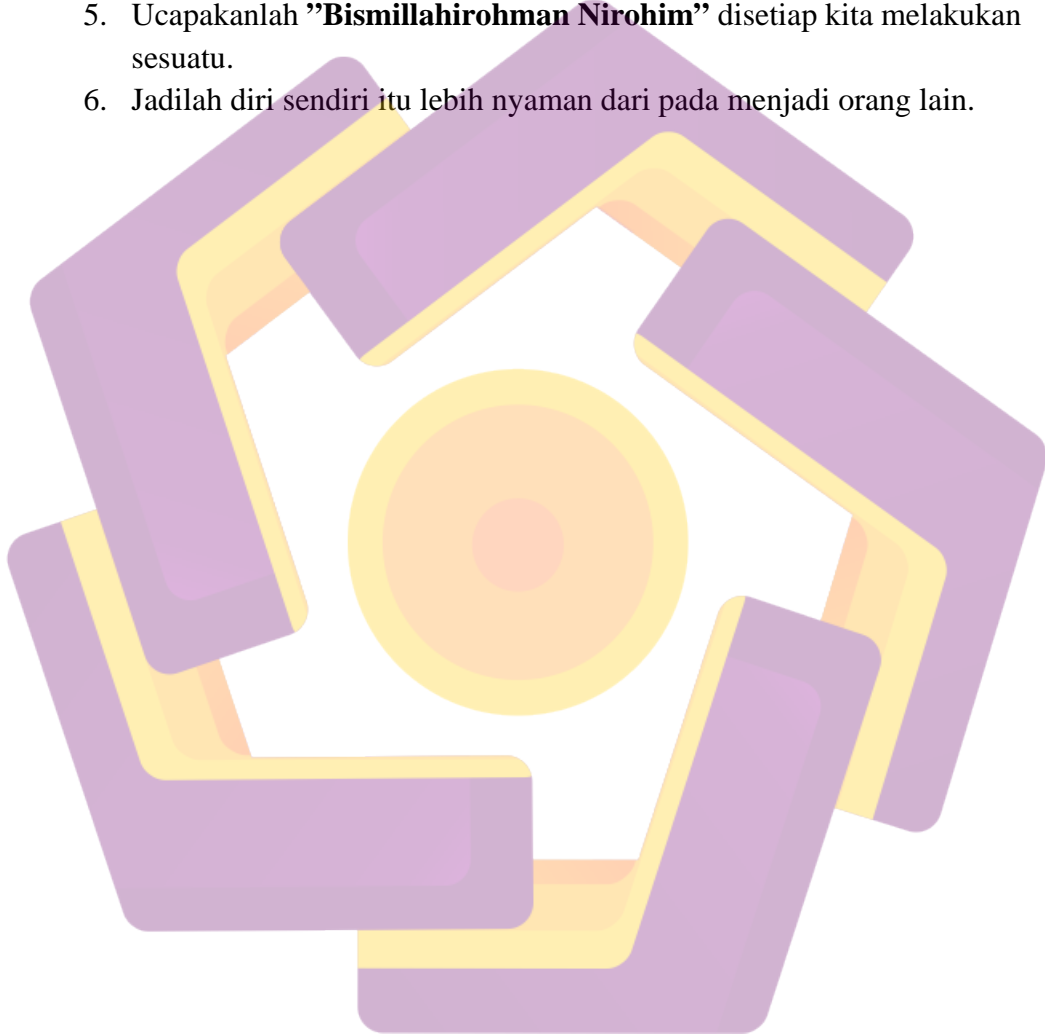 5. Ucapakanlah ”Bismillahirohman Nirohim” disetiap kita melakukan
sesuatu.
6. Jadilah diri sendiri itu lebih nyaman dari pada menjadi orang lain.